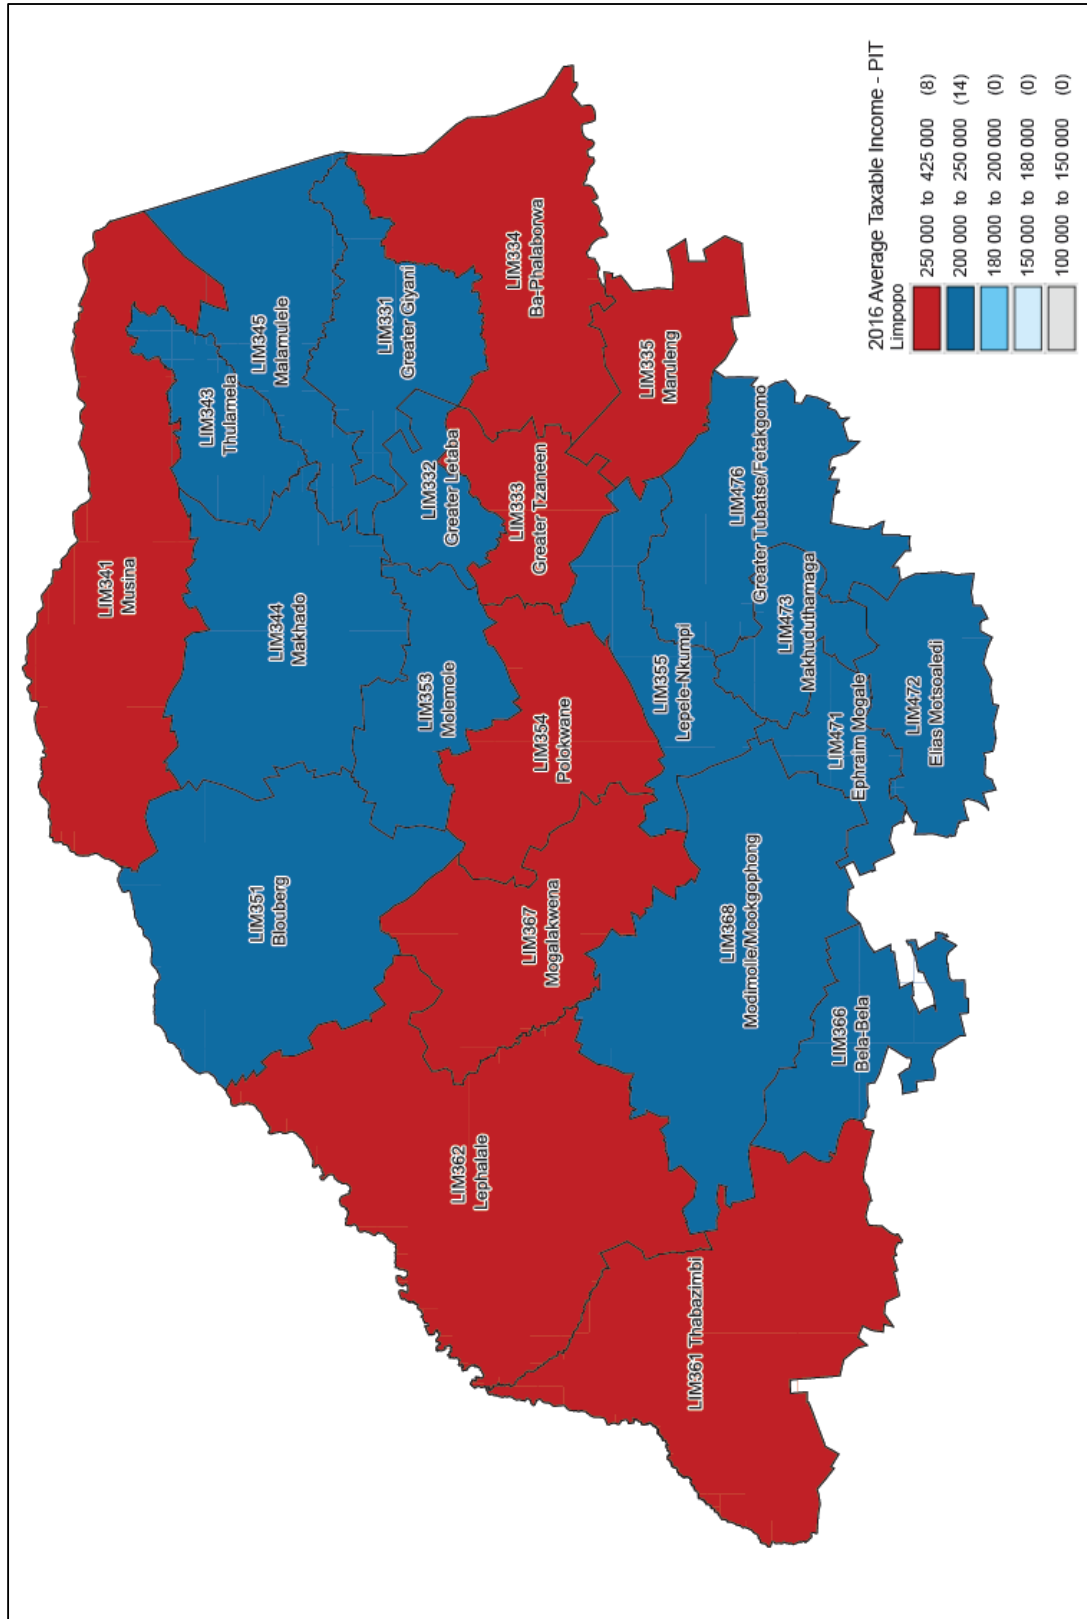 LIM341
Musina
LIM343
Thulamela
LIM345
Malamulele
LIM344
Makhado
LIM351
Blouberg
LIM331
Greater Giyani
LIM332
Greater Letaba
LIM353
Molemole
LIM334
Ba-Phalaborwa
LIM333
Greater Tzaneen
LIM335
Maruleng
LIM354
Polokwane
LIM367
Mogalakwena
LIM362
Lephalale
LIM355
Lepele-Nkumpi
LIM476
Greater Tubatse/Fetakgomo
LIM473
Makhuduthamaga
LIM471
Ephraim Mogale
LIM472
Elias Motsoaledi
LIM368
Modimolle/Mookgophong
LIM366
Bela-Bela
LIM361 Thabazimbi
2016 Average Taxable Income - PIT
Limpopo
250 000 to 425 000 (8)
200 000 to 250 000 (14)
180 000 to 200 000 (0)
150 000 to 180 000 (0)
100 000 to 150 000 (0)